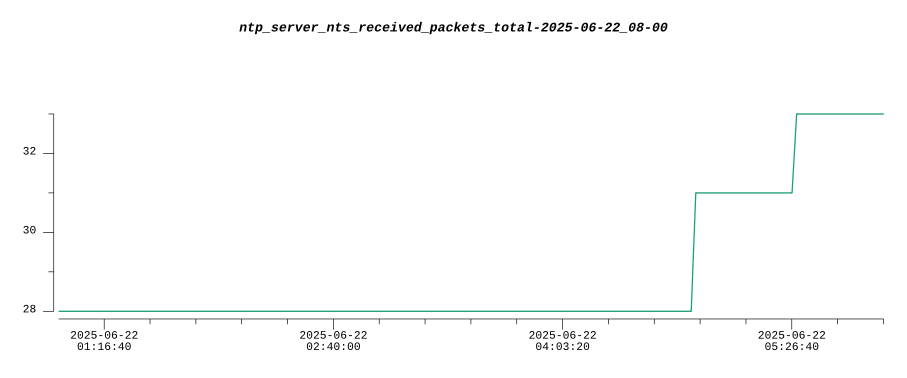 ntp_server_nts_received_packets_total-2025-06-22_08-00
32
30
28
2025-06-22 2025-06-22 2025-06-22 2025-06-22
01:16:40 02:40:00 04:03:20 05:26:40